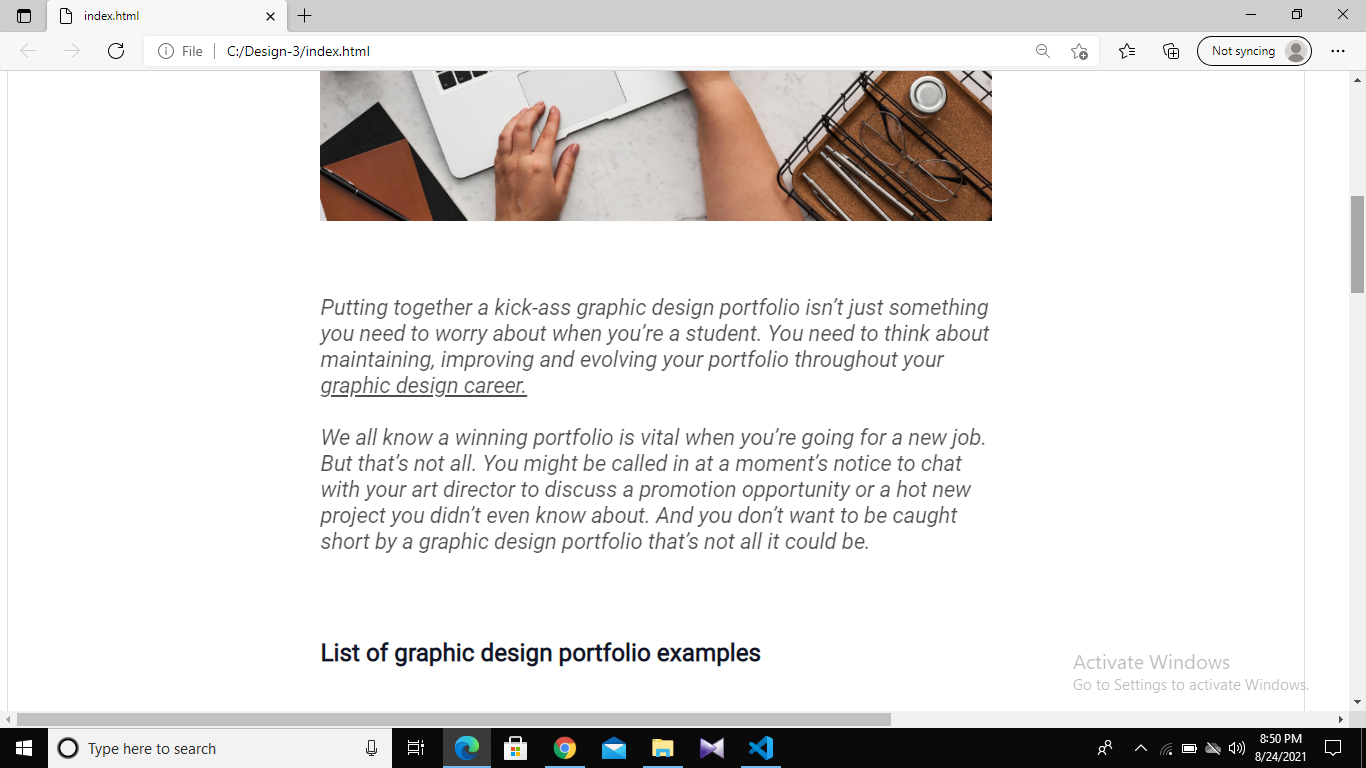 index.html
File
C:/Design-3/index.html
Not syncing
Putting together a kick-ass graphic design portfolio isn’t just something
you need to worry about when you’re a student. You need to think about
maintaining, improving and evolving your portfolio throughout your
graphic design career.
We all know a winning portfolio is vital when you’re going for a new job.
But that’s not all. You might be called in at a moment’s notice to chat
with your art director to discuss a promotion opportunity or a hot new
project you didn’t even know about. And you don’t want to be caught
short by a graphic design portfolio that’s not all it could be.
List of graphic design portfolio examples
Activate Windows
Go to Settings to activate Windows.
Type here to search
8:50 PM
8/24/2021